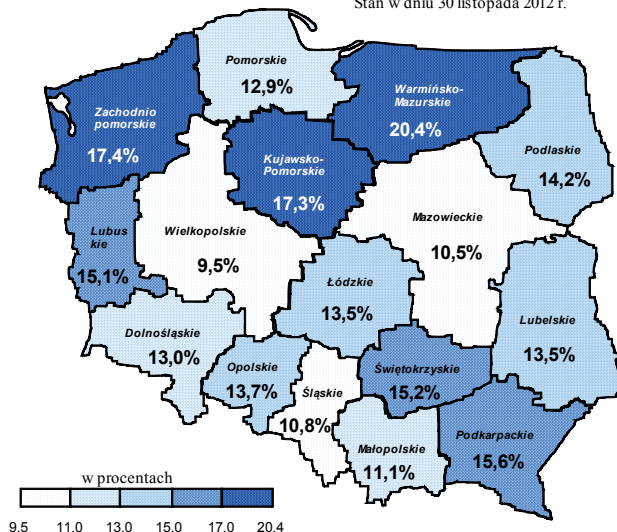 Stan w dniu 30 listopada 2012 r.
Pomorskie
12,9%
Warmińsko-
Mazurskie
20,4%
Zachodnio
pomorskie
17,4%
Kujawsko-
Pomorskie
17,3%
Podlaskie
14,2%
Lubus
kie
15,1%
Wielkopolskie
9,5%
Mazowieckie
10,5%
Łódzkie
13,5%
Lubelskie
13,5%
Dolnośląskie
13,0%
Opolskie
13,7%
Śląskie
10,8%
Świętokrzyskie
15,2%
Małopolskie
11,1%
Podkarpackie
15,6%
w procentach
9.5 11.0 13.0 15.0 17.0 20.4